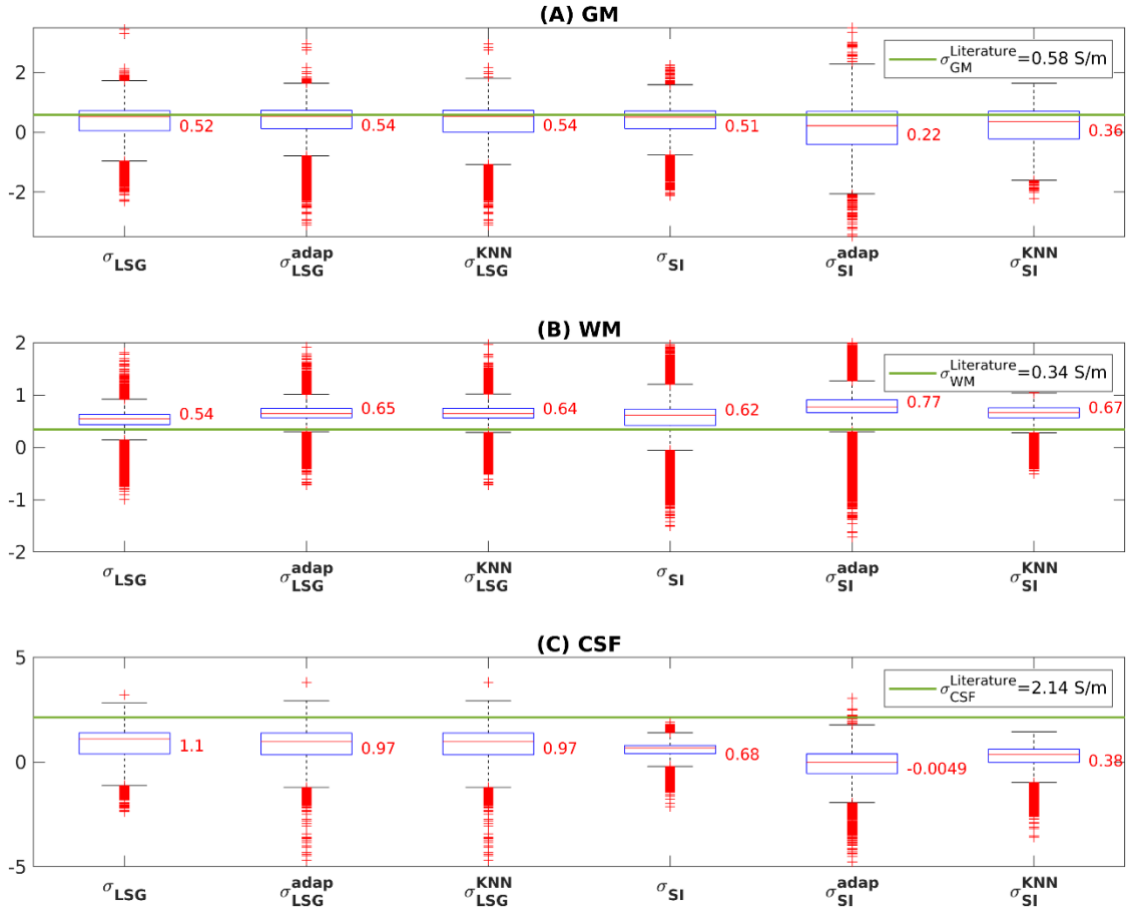 (A) GM
2
0
-2
σ_GM^Literature=0.58 S/m
0.52
0.54
0.54
0.51
0.22
0.36
σ_LSG
σ_LSG^adap
σ_LSG^KNN
σ_SI
σ_SI^adap
σ_SI^KNN
(B) WM
2
1
0
-1
-2
σ_WM^Literature=0.34 S/m
0.54
0.65
0.64
0.62
0.77
0.67
σ_LSG
σ_LSG^adap
σ_LSG^KNN
σ_SI
σ_SI^adap
σ_SI^KNN
(C) CSF
5
0
-5
σ_CSF^Literature=2.14 S/m
1.1
0.97
0.97
0.68
-0.0049
0.38
σ_LSG
σ_LSG^adap
σ_LSG^KNN
σ_SI
σ_SI^adap
σ_SI^KNN